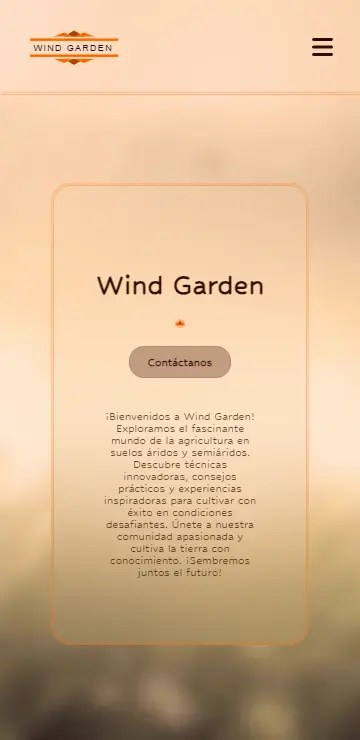 WIND GARDEN
Wind Garden
Contáctanos
¡Bienvenidos a Wind Garden!
Exploramos el fascinante
mundo de la agricultura en
suelos áridos y semiáridos.
Descubre técnicas
innovadoras, consejos
prácticos y experiencias
inspiradoras para cultivar con
éxito en condiciones
desafiantes. Únete a nuestra
comunidad apasionada y
cultiva la tierra con
conocimiento. ¡Sembremos
juntos el futuro!